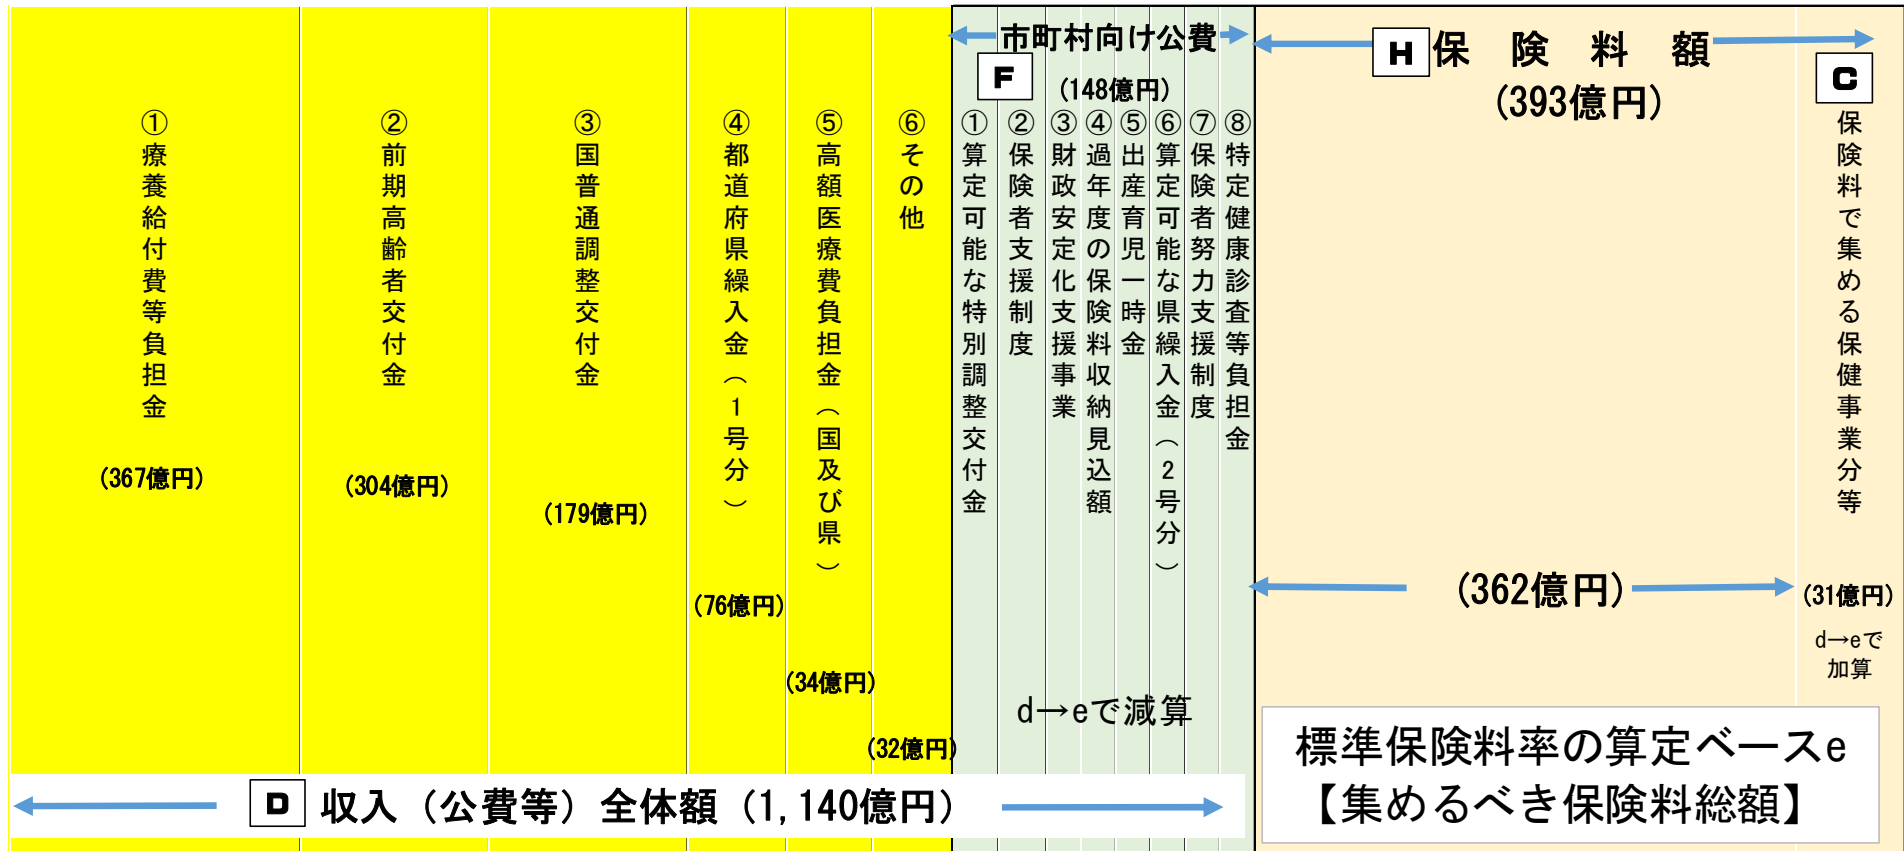 ①療養給付費等負担金
(367億円)
②前期高齢者交付金
(304億円)
③国普通調整交付金
(179億円)
④都道府県繰入金（1号分）
(76億円)
⑤高額医療費負担金（国及び県）
(34億円)
⑥その他
(32億円)
D 収入（公費等）全体額（1,140億円）
市町村向け公費
F
(148億円)
①算定可能な特別調整交付金
②保険者支援制度
③財政安定化支援事業
④過年度の保険料収納見込額
⑤出産育児一時金
⑥算定可能な県繰入金（2号分）
⑦保険者努力支援制度
⑧特定健康診査等負担金
d→eで減算
H 保険料額
(393億円)
(362億円)
C
保険料で集める保健事業分等
(31億円)
d→eで
加算
標準保険料率の算定ベースe
【集めるべき保険料総額】